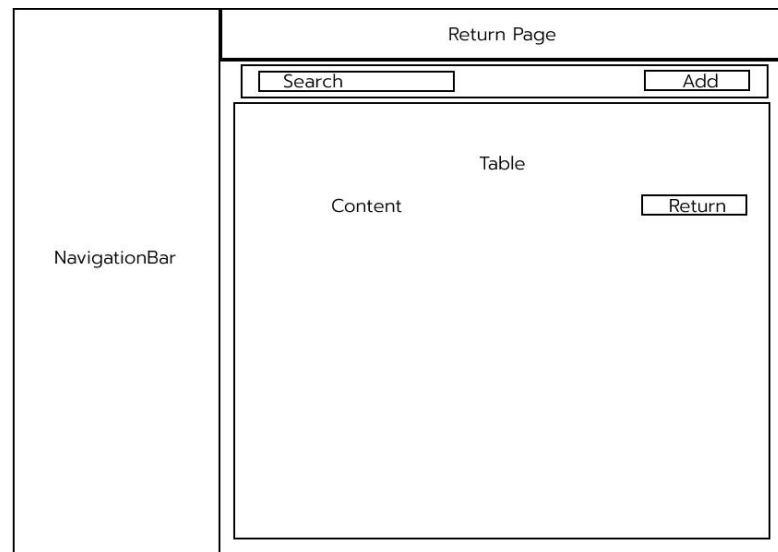 Return Page
Search
Add
Table
Content
Return
NavigationBar